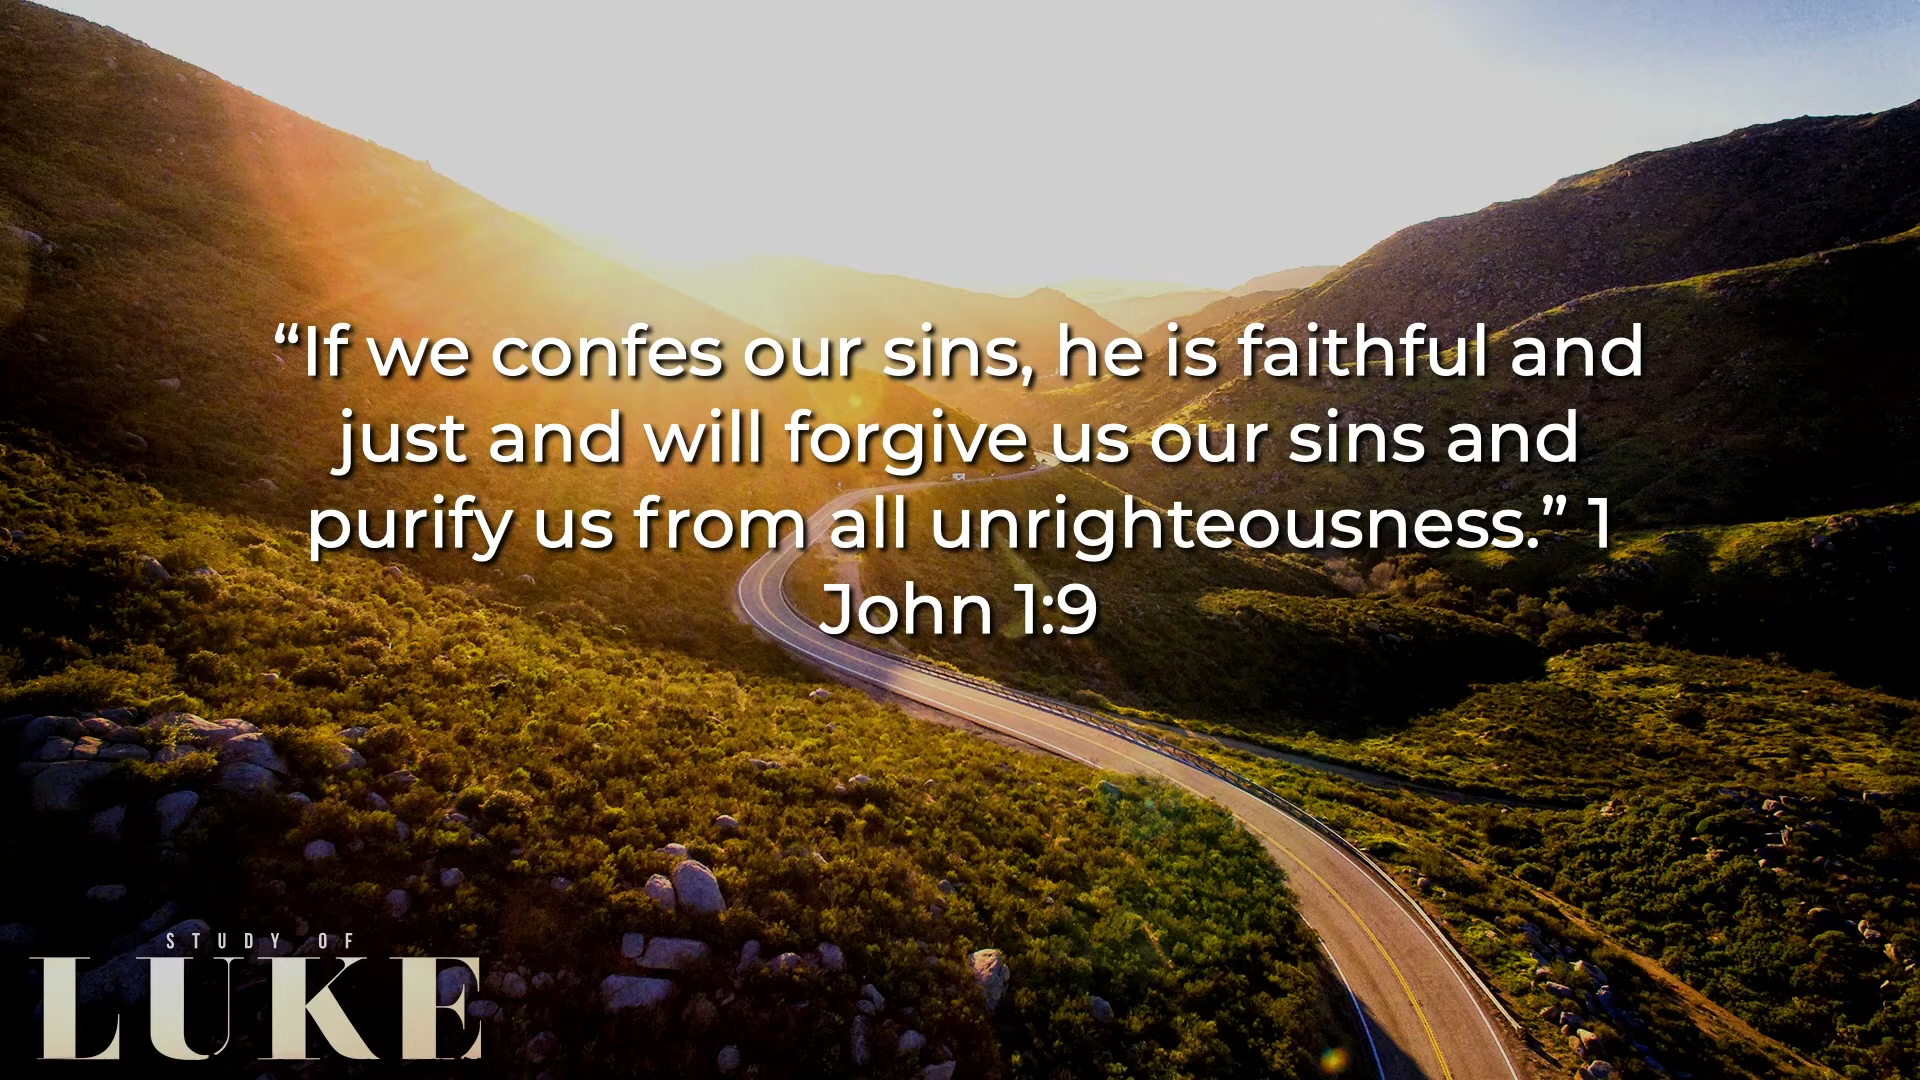 “If we confes our sins, he is faithful and
just and will forgive us our sins and
purify us from all unrighteousness.” 1
John 1:9
STUDY OF
LUKE